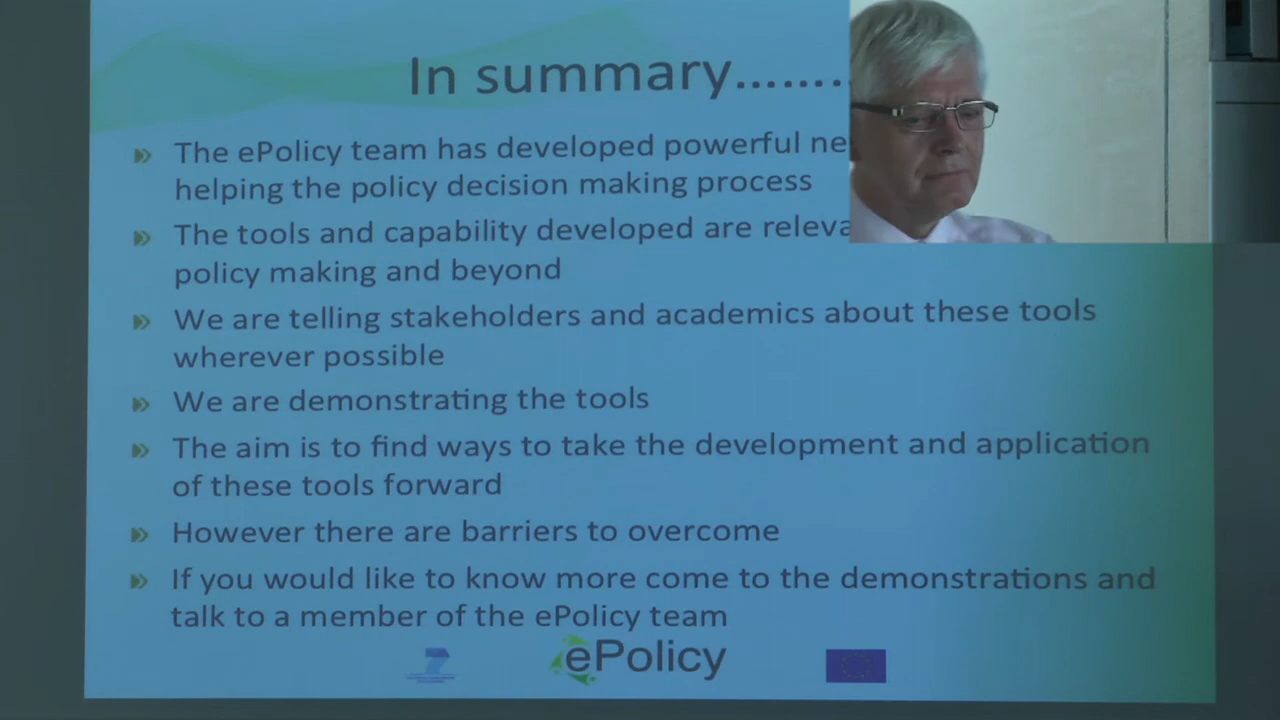 In summary........
The ePolicy team has developed powerful
helping the policy decision making process
The tools and capability developed are
policy making and beyond
We are telling stakeholders and academics about these tools
wherever possible
We are demonstrating the tools
The aim is to find ways to take the development and application
of these tools forward
However there are barriers to overcome
If you would like to know more come to the demonstrations and
talk to a member of the ePolicy team
7
ePolicy